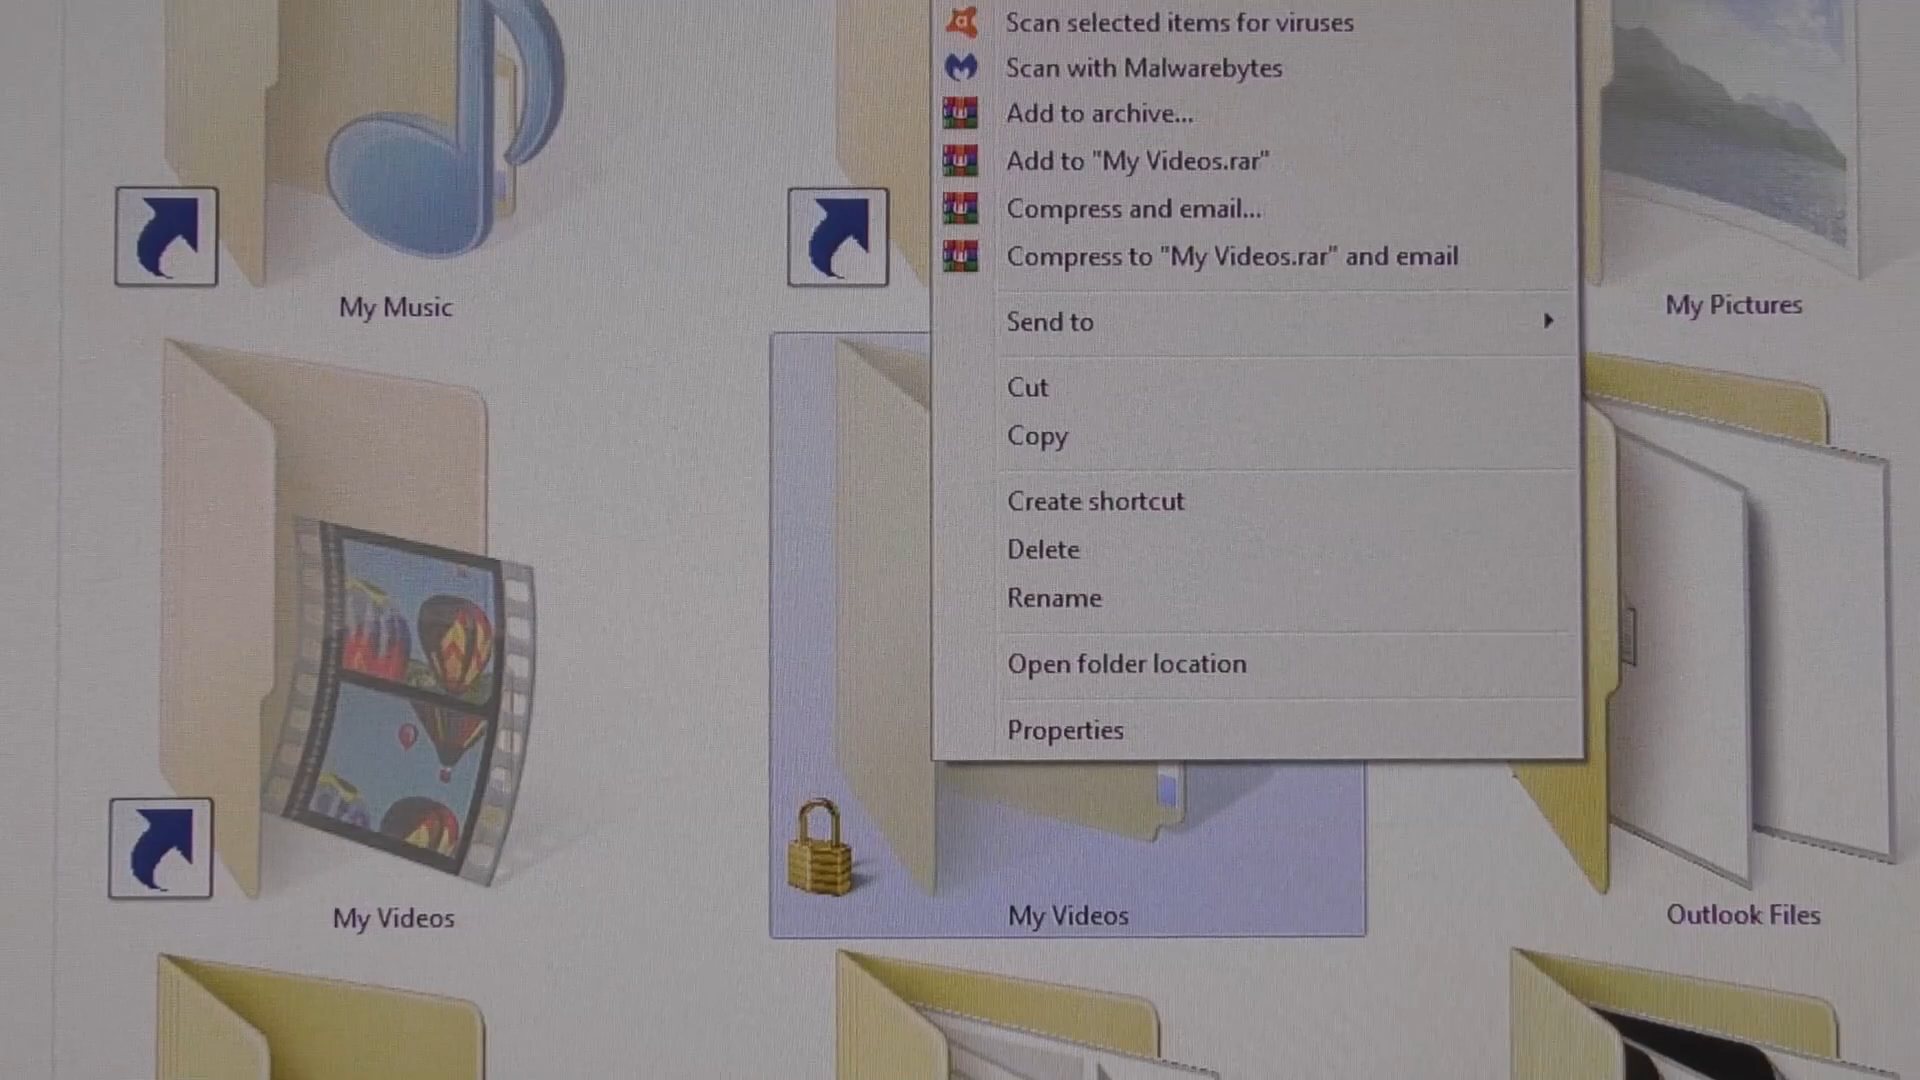 Scan selected items for viruses
Scan with Malwarebytes
Add to archive...
Add to "My Videos.rar"
Compress and email...
Compress to "My Videos.rar" and email
Send to
Cut
Copy
Create shortcut
Delete
Rename
Open folder location
Properties
My Music
My Pictures
My Videos
My Videos
Outlook Files